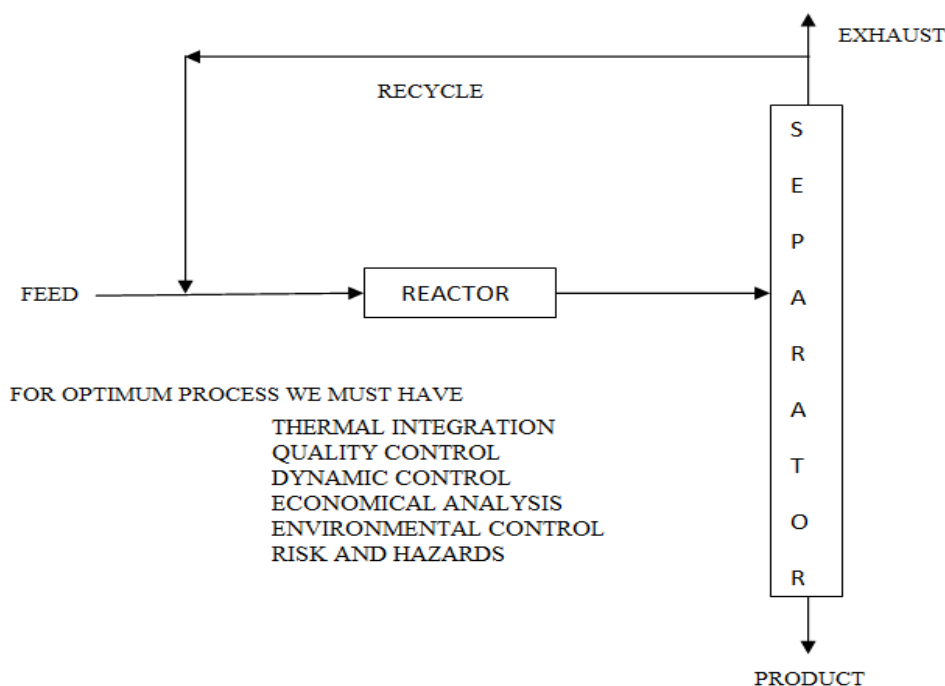 EXHAUST
RECYCLE
SEPARATOR
FEED
REACTOR
FOR OPTIMUM PROCESS WE MUST HAVE
THERMAL INTEGRATION
QUALITY CONTROL
DYNAMIC CONTROL
ECONOMICAL ANALYSIS
ENVIRONMENTAL CONTROL
RISK AND HAZARDS
PRODUCT